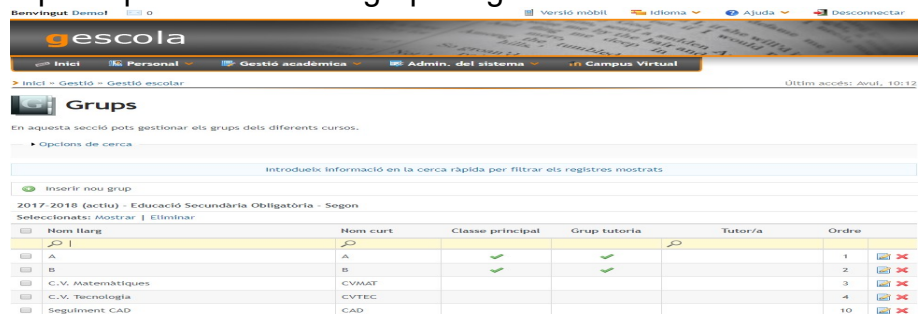 Benvingut Demo! 0 Versió mòbil Idioma Ajuda Desconnectar
gescola
Inici Personal Gestió acadèmica Admin. del sistema Campus Virtual
> Inici » Gestió » Gestió escolar Últim accés: Avui, 10:12
Grups
En aquesta secció pots gestionar els grups dels diferents cursos.
Opcions de cerca
Introdueix informació en la cerca ràpida per filtrar els registres mostrats
Inserir nou grup
2017-2018 (actiu) - Educació Secundària Obligatòria - Segon
Seleccionats: Mostrar | Eliminar
Nom llarg Nom curt Classe principal Grup tutoria Tutor/a Ordre
A A 1
B B 2
C.V. Matemàtiques CVMAT 3
C.V. Tecnologia CVTEC 4
Seguiment CAD CAD 10